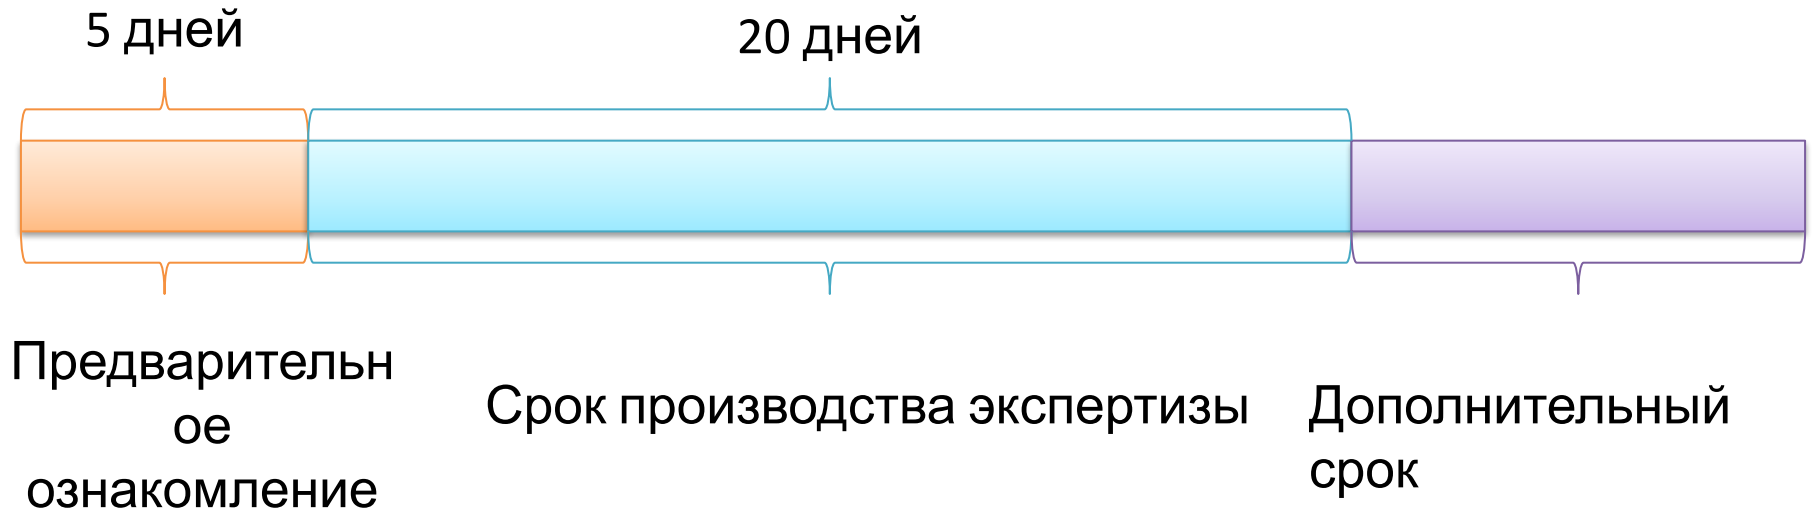 5 дней
20 дней
Предварительн
ое
ознакомление
Срок производства экспертизы
Дополнительный
срок